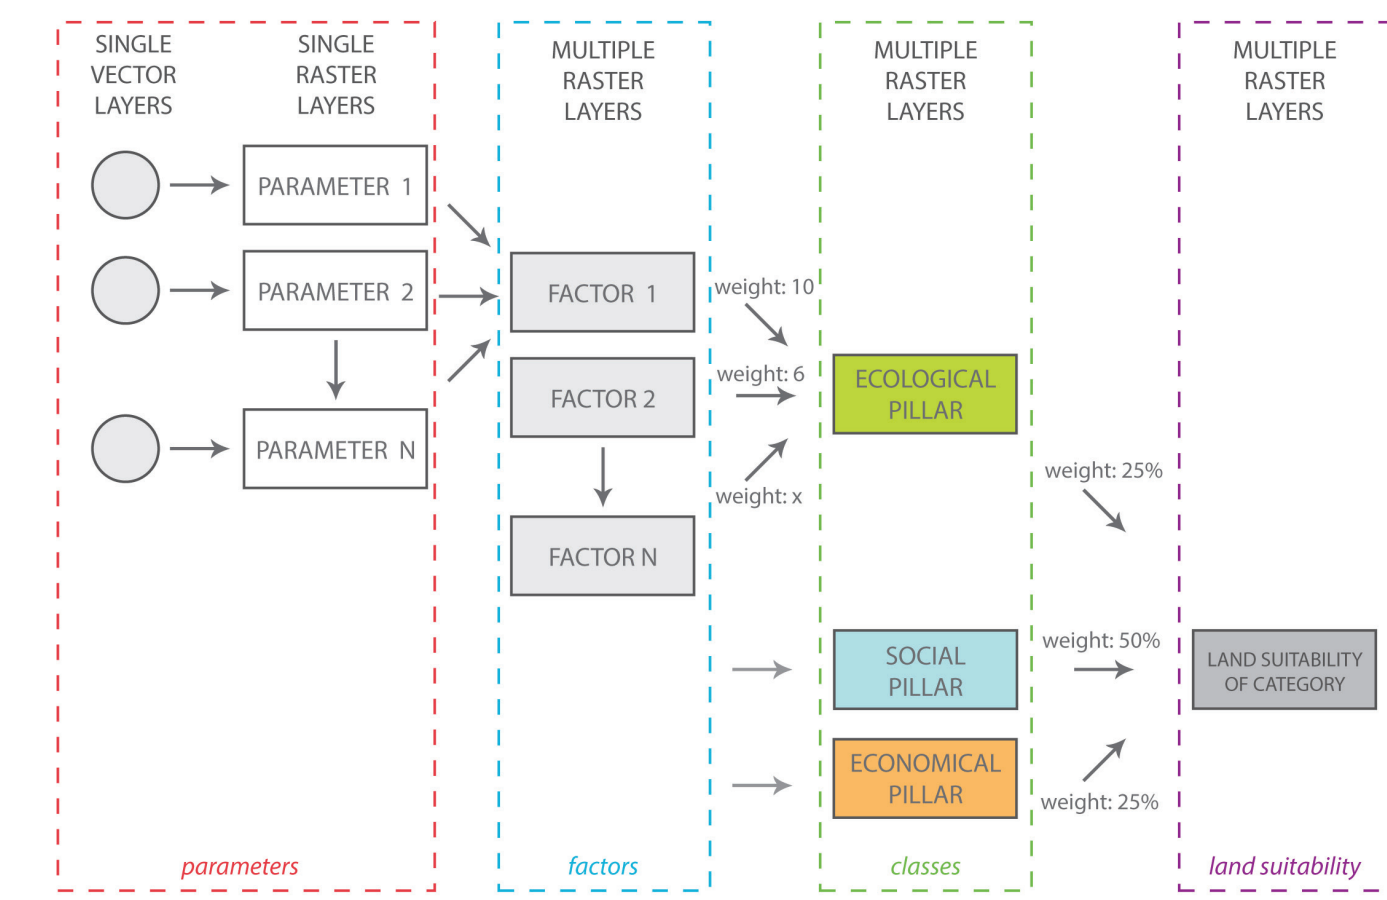 SINGLE
VECTOR
LAYERS
SINGLE
RASTER
LAYERS
PARAMETER 1
PARAMETER 2
PARAMETER N
parameters
MULTIPLE
RASTER
LAYERS
FACTOR 1
FACTOR 2
FACTOR N
factors
weight: 10
weight: 6
weight: x
MULTIPLE
RASTER
LAYERS
ECOLOGICAL
PILLAR
SOCIAL
PILLAR
ECONOMICAL
PILLAR
classes
weight: 25%
weight: 50%
weight: 25%
MULTIPLE
RASTER
LAYERS
LAND SUITABILITY
OF CATEGORY
land suitability